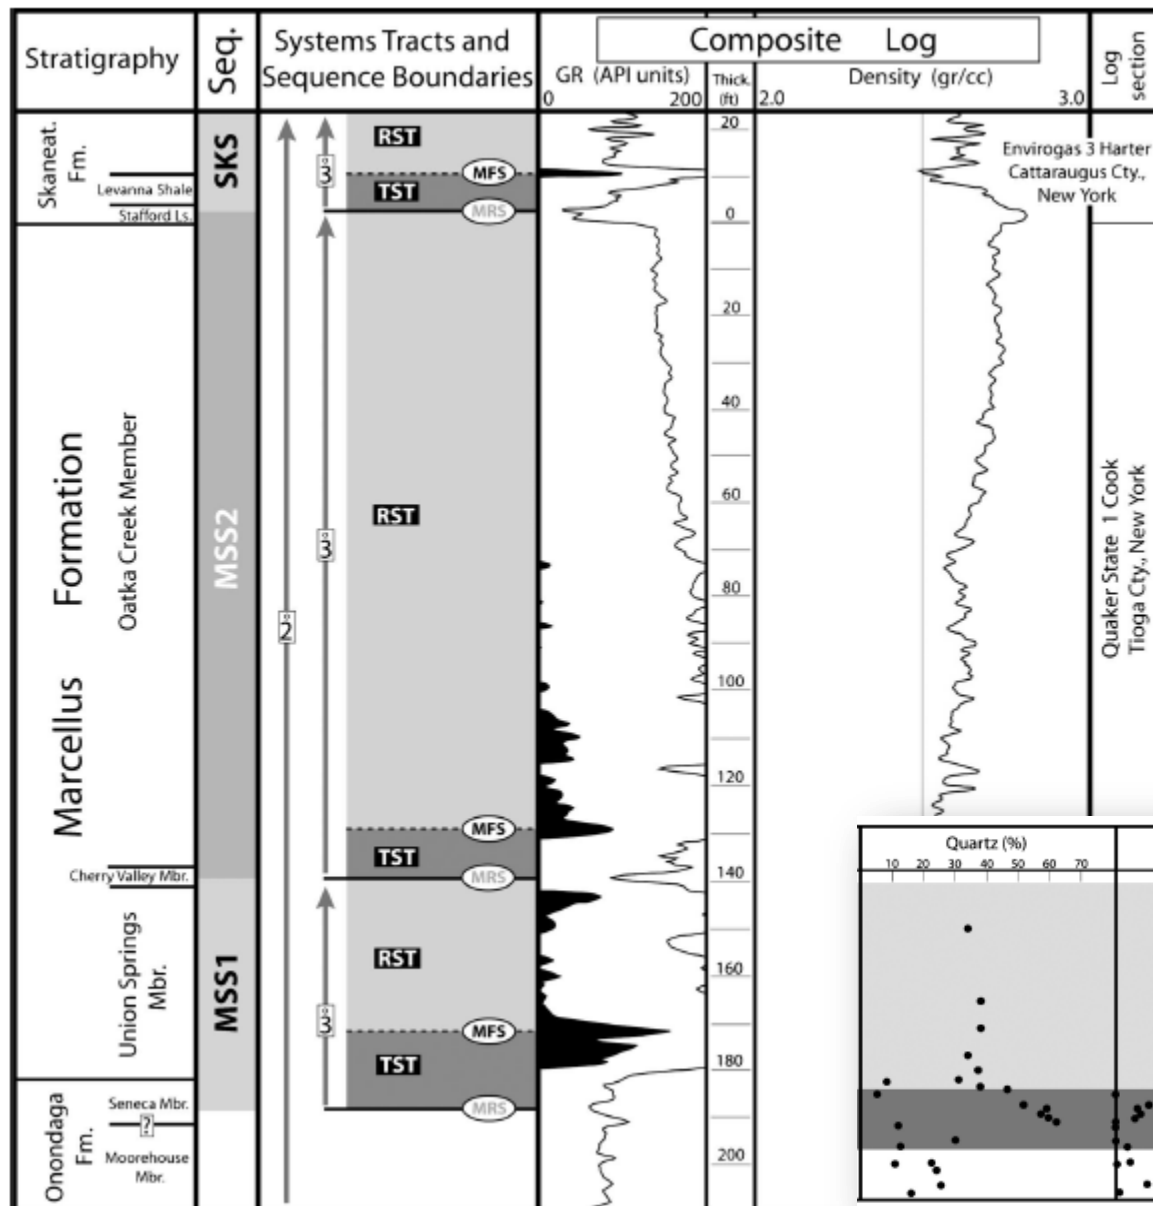 Stratigraphy
Seq.
Systems Tracts and
Sequence Boundaries
Composite Log
GR (API units)
0 200
Thick.
(ft)
Density (gr/cc)
2.0 3.0
Log
section
Skaneat.
Fm.
Levanna Shale
Stafford Ls.
Marcellus Formation
Oatka Creek Member
Cherry Valley Mbr.
Union Springs
Mbr.
Onondaga
Fm.
Seneca Mbr.
?
Moorehouse
Mbr.
SKS
MSS2
MSS1
2°
3°
3°
3°
RST
MFS
TST
MRS
RST
MFS
TST
MRS
RST
MFS
TST
MRS
20
0
20
40
60
80
100
120
140
160
180
200
Envirogas 3 Harter
Cattaraugus Cty.,
New York
Quaker State 1 Cook
Tioga Cty., New York
Quartz (%)
10 20 30 40 50 60 70